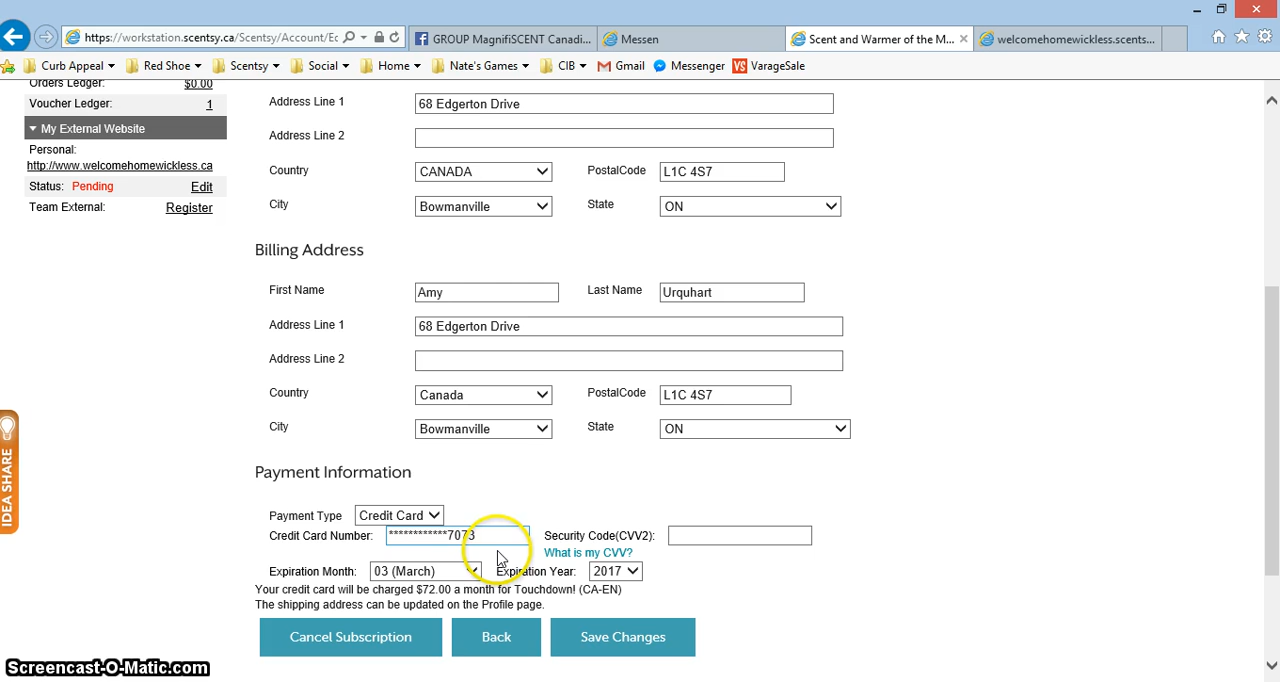 https://workstation.scentsy.ca/Scentsy/Account/Ec
GROUP MagnifiSCENT Canadi...
Messen
Scent and Warmer of the M...
welcomehomewickless.scents...
Curb Appeal
Red Shoe
Scentsy
Social
Home
Nate's Games
CIB
Gmail
Messenger
VS VarageSale
Orders Ledger: $0.00
Voucher Ledger: 1
My External Website
Personal:
http://www.welcomehomewickless.ca
Status: Pending Edit
Team External: Register
IDEA SHARE
Address Line 1 68 Edgerton Drive
Address Line 2
Country CANADA PostalCode L1C 4S7
City Bowmanville State ON
Billing Address
First Name Amy Last Name Urquhart
Address Line 1 68 Edgerton Drive
Address Line 2
Country Canada PostalCode L1C 4S7
City Bowmanville State ON
Payment Information
Payment Type Credit Card
Credit Card Number: ************7073 Security Code(CVV2):
What is my CVV?
Expiration Month: 03 (March) Expiration Year: 2017
Your credit card will be charged $72.00 a month for Touchdown! (CA-EN)
The shipping address can be updated on the Profile page.
Cancel Subscription Back Save Changes
Screencast-O-Matic.com